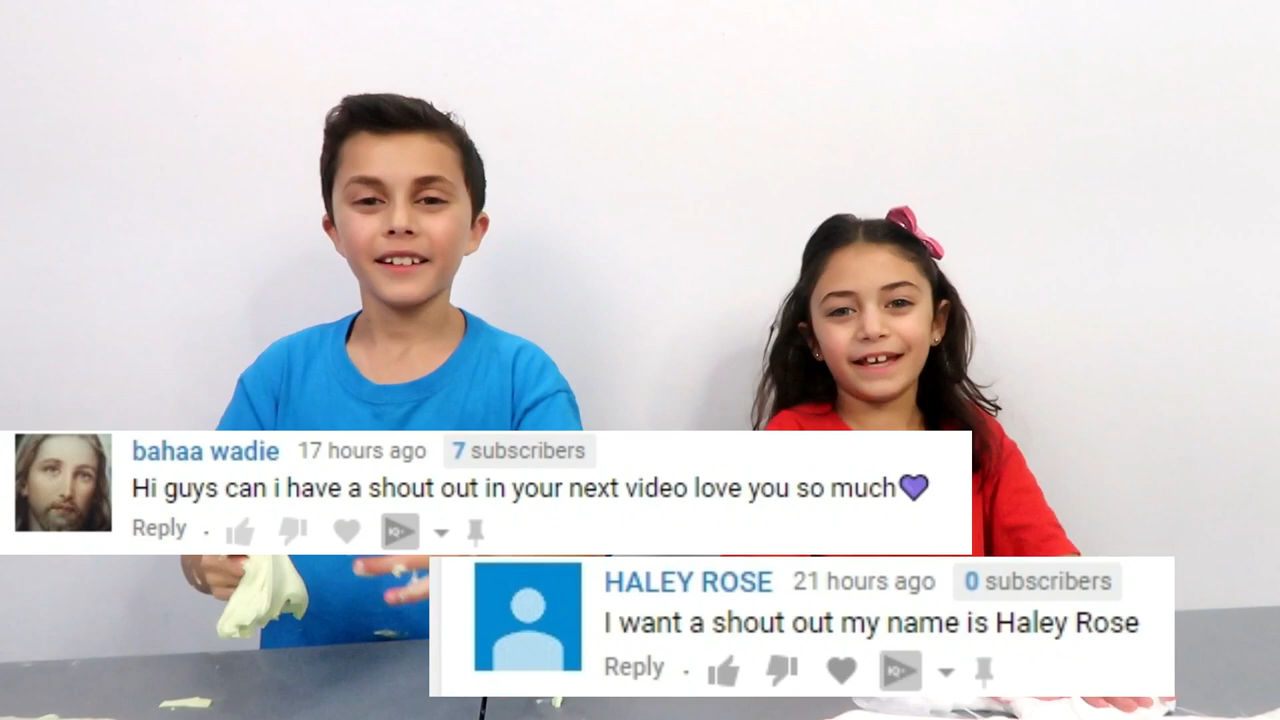 bahaa wadie 17 hours ago 7 subscribers
Hi guys can i have a shout out in your next video love you so much💜
Reply
HALEY ROSE 21 hours ago 0 subscribers
I want a shout out my name is Haley Rose
Reply